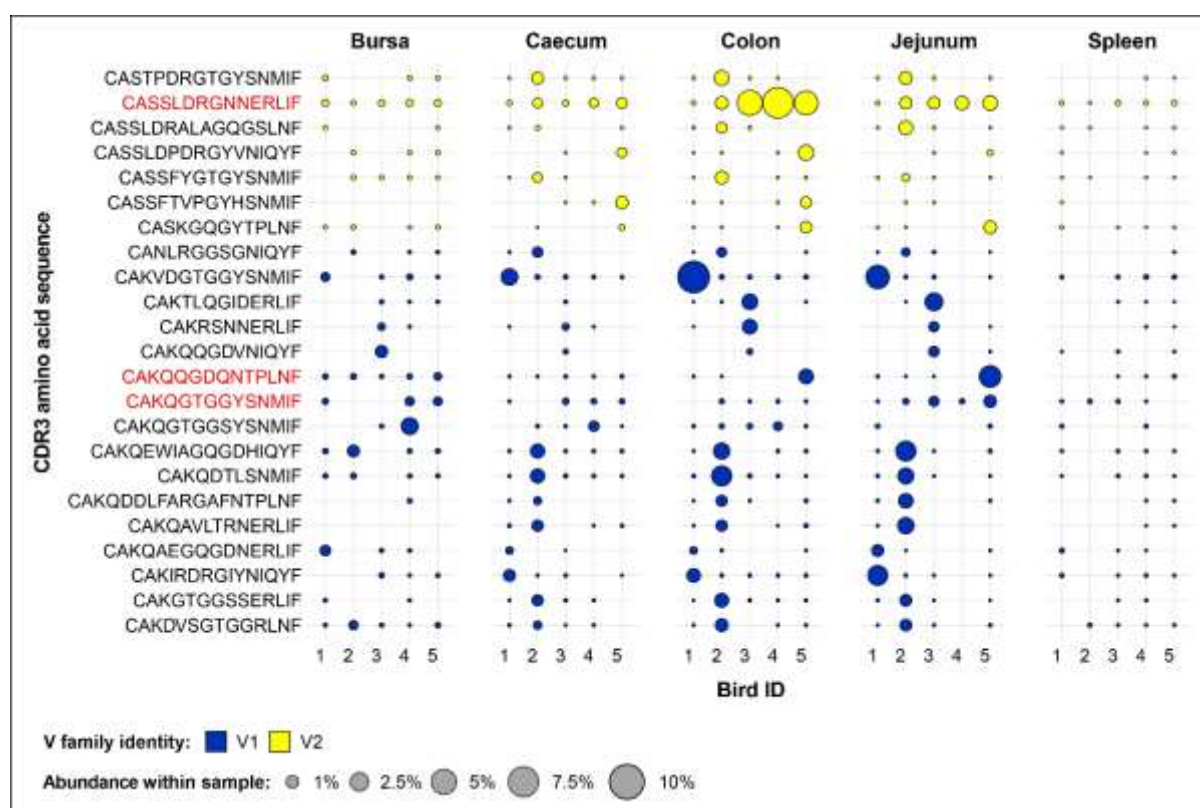 Bursa Caecum Colon Jejunum Spleen
CDR3 amino acid sequence
CASTPDRGTGYSNMIF
CASSLDRGNNERLIF
CASSLDRALAGQGSLNF
CASSLDPDRGYVNIQYF
CASSFYGTGYSNMIF
CASSFTVPGYHSNMIF
CASKGQGYTPLNF
CANLRGGSGNIQYF
CAKVDGTGGYSNMIF
CAKTLQGIDERLIF
CAKRSNNERLIF
CAKQQGDVNIQYF
CAKQQGDQNTPLNF
CAKQGTGGYSNMIF
CAKQGTGGSYSNMIF
CAKQEWIAGQGDHIQYF
CAKQDTLSNMIF
CAKQDDLFARGAFNTPLNF
CAKQAVLTRNERLIF
CAKQAEGQGDNERLIF
CAKIRDRGIYNIQYF
CAKGTGGSSERLIF
CAKDVSGTGGRLNF
1 2 3 4 5 1 2 3 4 5 1 2 3 4 5 1 2 3 4 5 1 2 3 4 5
Bird ID
V family identity: V1 V2
Abundance within sample: 1% 2.5% 5% 7.5% 10%